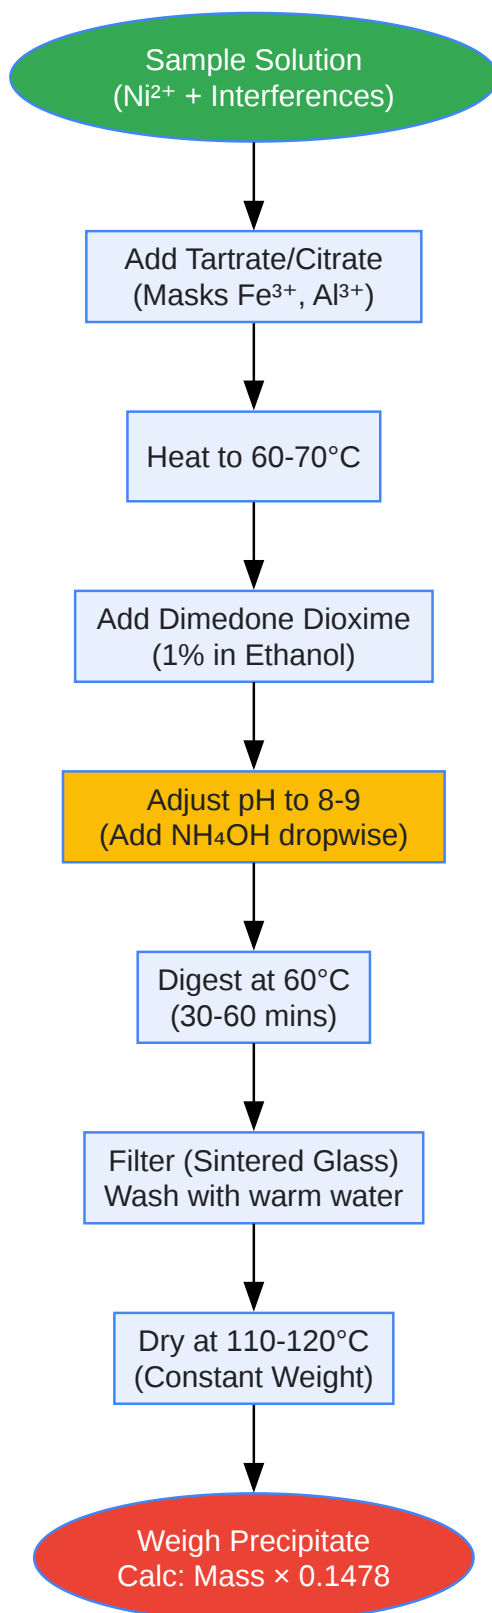 Sample Solution
(Ni²⁺ + Interferences)
Add Tartrate/Citrate
(Masks Fe³⁺, Al³⁺)
Heat to 60-70°C
Add Dimedone Dioxime
(1% in Ethanol)
Adjust pH to 8-9
(Add NH₄OH dropwise)
Digest at 60°C
(30-60 mins)
Filter (Sintered Glass)
Wash with warm water
Dry at 110-120°C
(Constant Weight)
Weigh Precipitate
Calc: Mass × 0.1478